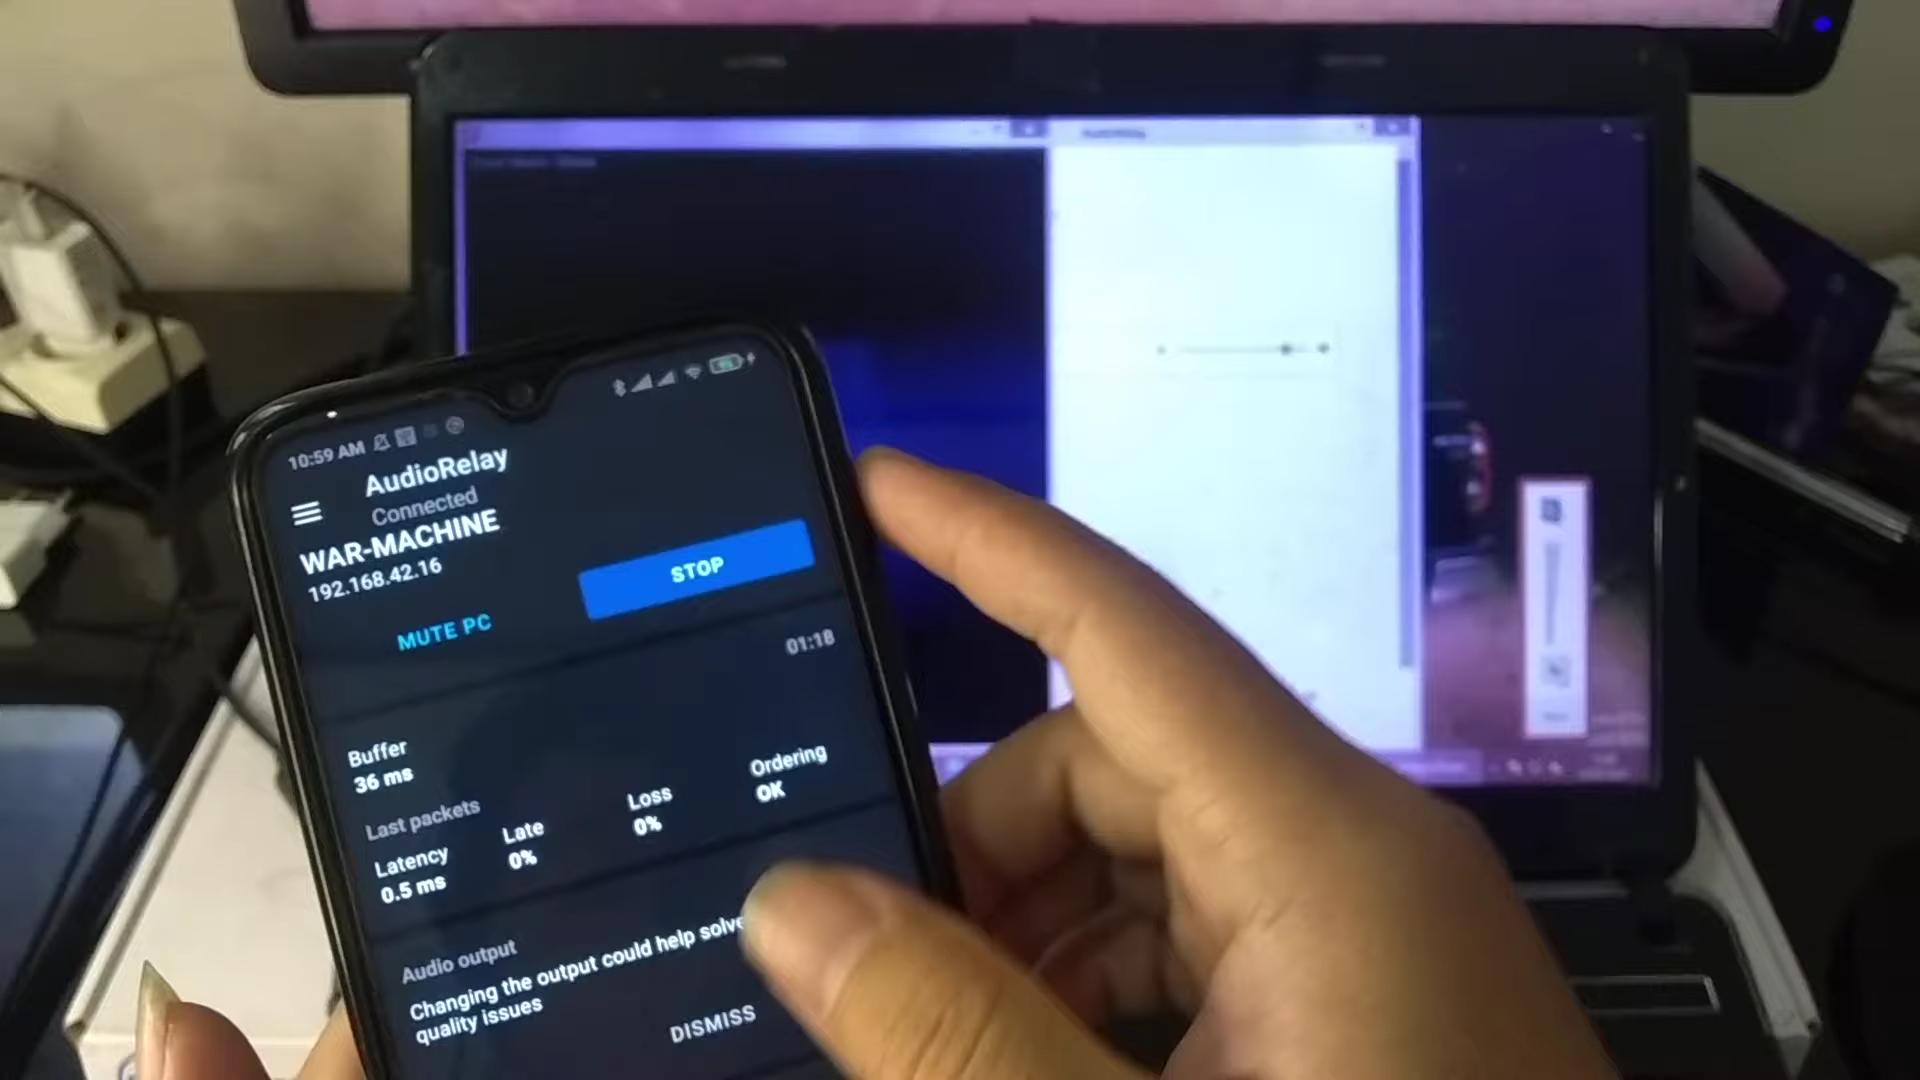 10:59 AM
AudioRelay
Connected
WAR-MACHINE
192.168.42.16
MUTE PC
STOP
01:18
Buffer
36 ms
Last packets
Latency
0.5 ms
Late
0%
Loss
0%
Ordering
OK
Audio output
Changing the output could help solve
quality issues
DISMISS